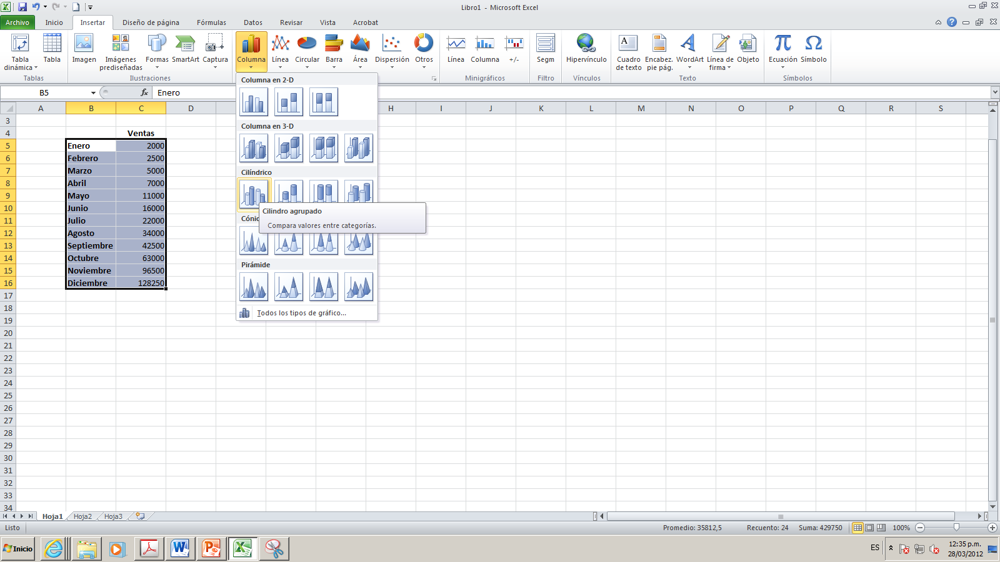 Libro1 - Microsoft Excel
Archivo Inicio Insertar Diseño de página Fórmulas Datos Revisar Vista Acrobat
Tabla dinámica Tabla Imagen Imágenes prediseñadas Formas SmartArt Captura Columna Línea Circular Barra Área Dispersión Otros Línea Columna +/- Segm Hipervínculo Cuadro de texto Encabez. pie pág. WordArt Línea de firma Objeto Ecuación Símbolo
Tablas Ilustraciones Minigráficos Filtro Vínculos Texto Símbolos
B5 fx Enero
A B C D H I J K L M N O P Q R S
3
4 Ventas
5 Enero 2000
6 Febrero 2500
7 Marzo 5000
8 Abril 7000
9 Mayo 11000
10 Junio 16000
11 Julio 22000
12 Agosto 34000
13 Septiembre 42500
14 Octubre 63000
15 Noviembre 96500
16 Diciembre 128250
17
18
19
20
21
22
23
24
25
26
27
28
29
30
31
32
33
34
Columna en 2-D
Columna en 3-D
Cilíndrico
Cilindro agrupado
Compara valores entre categorías.
Cónic
Pirámide
Todos los tipos de gráfico...
Hoja1 Hoja2 Hoja3
Listo Promedio: 35812,5 Recuento: 24 Suma: 429750 100%
Inicio ES 12:35 p.m.
28/03/2012